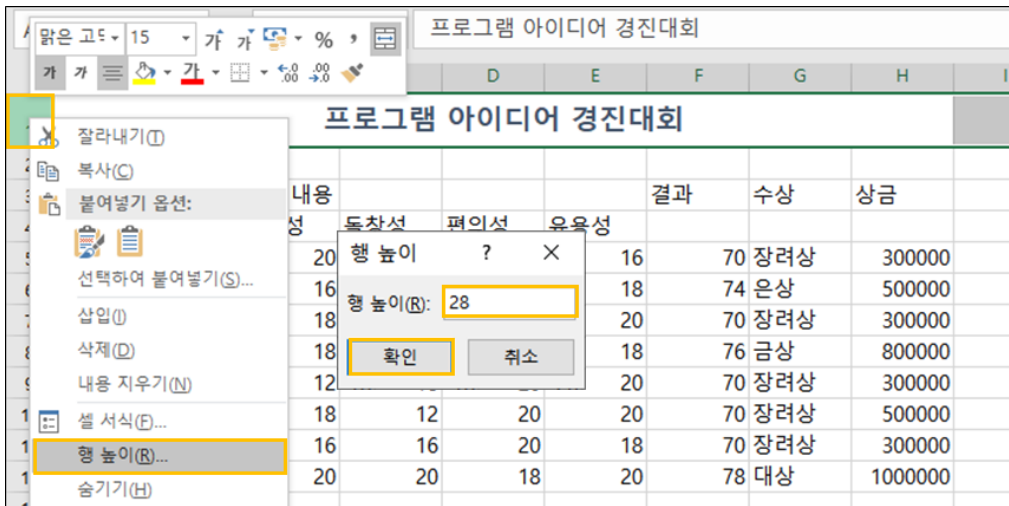 맑은 고딕 15 가 가 % , 프로그램 아이디어 경진대회
가 가 가 .00 .00
D E F G H I
프로그램 아이디어 경진대회
잘라내기(T)
복사(C)
붙여넣기 옵션: 내용 결과 수상 상금
성 독창성 편의성 유용성
선택하여 붙여넣기(S)...
삽입(I)
삭제(D)
내용 지우기(N)
셀 서식(F)...
행 높이(R)...
숨기기(H)
행 높이 ? ×
행 높이(R): 28
확인 취소
20 16 70 장려상 300000
16 18 74 은상 500000
18 20 70 장려상 300000
18 18 76 금상 800000
12 20 70 장려상 300000
18 12 20 20 70 장려상 500000
16 16 20 18 70 장려상 300000
20 20 18 20 78 대상 1000000